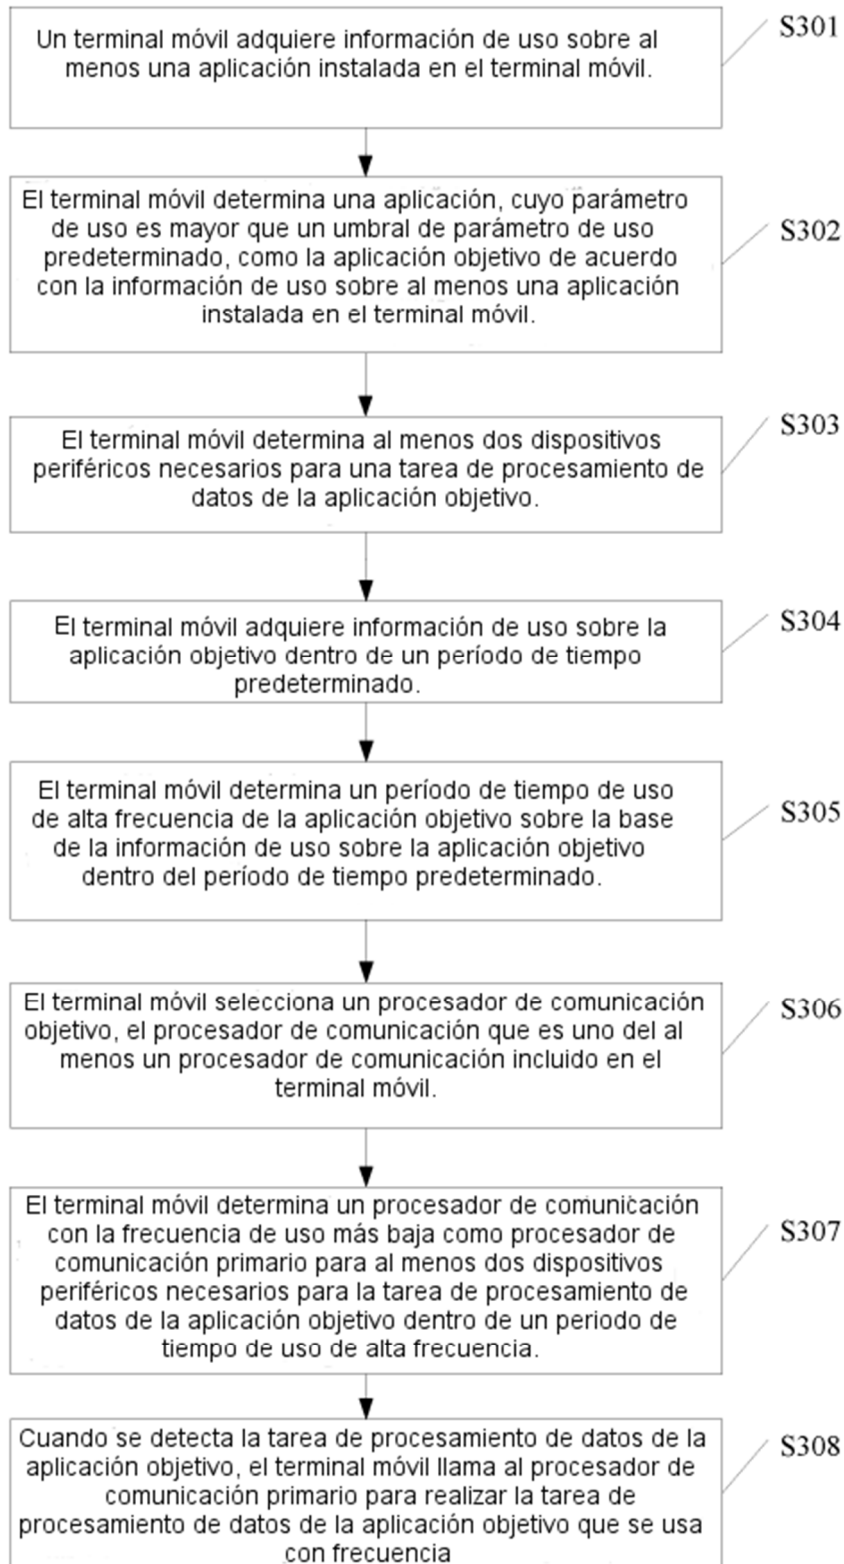 Un terminal móvil adquiere información de uso sobre al
menos una aplicación instalada en el terminal móvil.
S301
El terminal móvil determina una aplicación, cuyo parámetro
de uso es mayor que un umbral de parámetro de uso
predeterminado, como la aplicación objetivo de acuerdo
con la información de uso sobre al menos una aplicación
instalada en el terminal móvil.
S302
El terminal móvil determina al menos dos dispositivos
periféricos necesarios para una tarea de procesamiento de
datos de la aplicación objetivo.
S303
El terminal móvil adquiere información de uso sobre la
aplicación objetivo dentro de un período de tiempo
predeterminado.
S304
El terminal móvil determina un período de tiempo de uso
de alta frecuencia de la aplicación objetivo sobre la base
de la información de uso sobre la aplicación objetivo
dentro del período de tiempo predeterminado.
S305
El terminal móvil selecciona un procesador de comunicación
objetivo, el procesador de comunicación que es uno del al
menos un procesador de comunicación incluido en el
terminal móvil.
S306
El terminal móvil determina un procesador de comunicación
con la frecuencia de uso más baja como procesador de
comunicación primario para al menos dos dispositivos
periféricos necesarios para la tarea de procesamiento de
datos de la aplicación objetivo dentro de un periodo de
tiempo de uso de alta frecuencia.
S307
Cuando se detecta la tarea de procesamiento de datos de la
aplicación objetivo, el terminal móvil llama al procesador de
comunicación primario para realizar la tarea de
procesamiento de datos de la aplicación objetivo que se usa
con frecuencia
S308